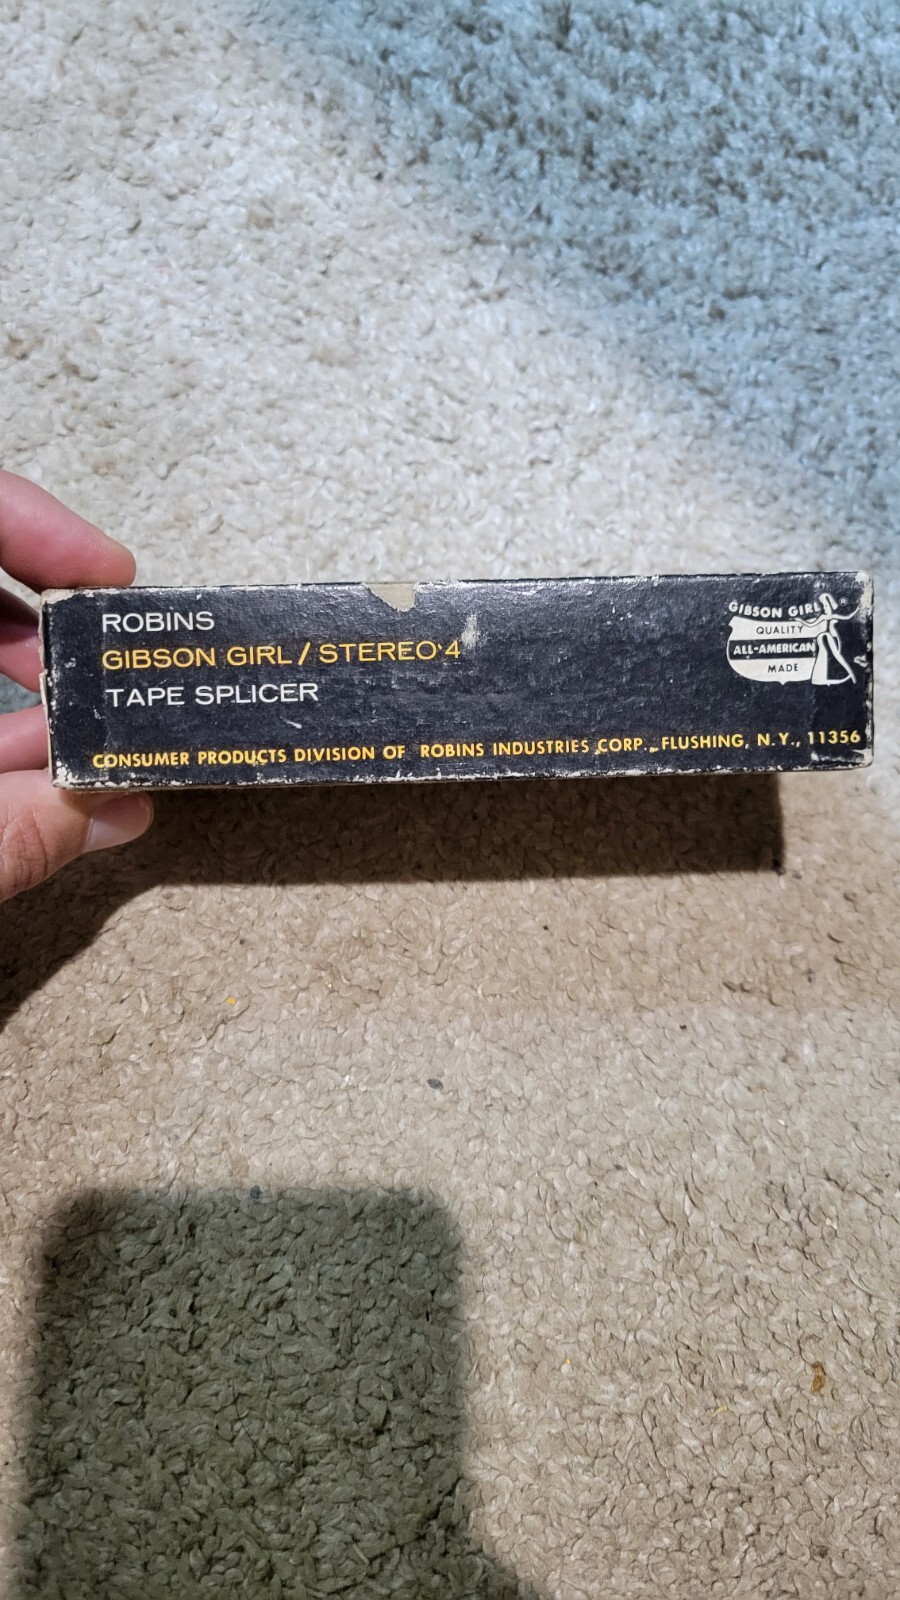 ROBINS
GIBSON GIRL / STEREO 4
TAPE SPLICER
CONSUMER PRODUCTS DIVISION OF ROBINS INDUSTRIES CORP., FLUSHING, N.Y., 11356
GIBSON GIRL®
QUALITY
ALL-AMERICAN
MADE